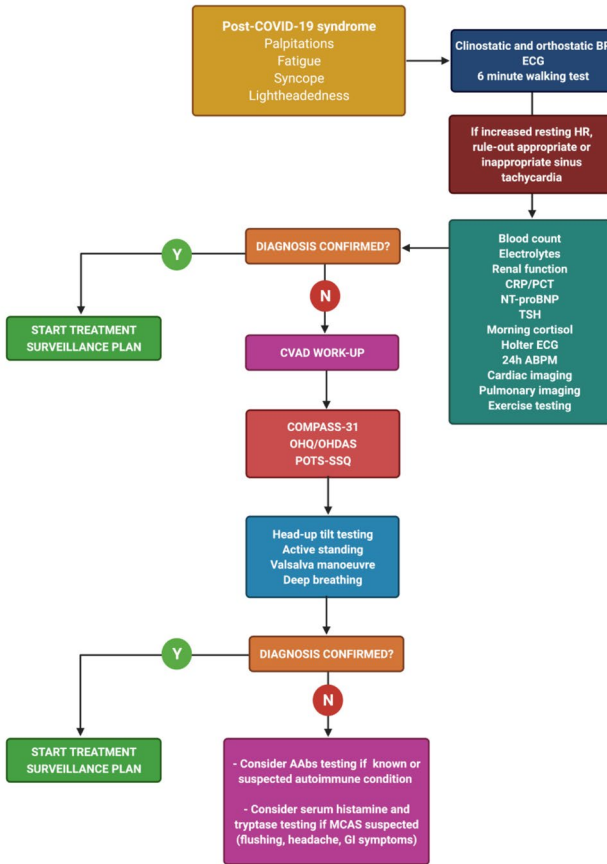 Post-COVID-19 syndrome
Palpitations
Fatigue
Syncope
Lightheadedness
Clinostatic and orthostatic BP
ECG
6 minute walking test
If increased resting HR,
rule-out appropriate or
inappropriate sinus
tachycardia
Blood count
Electrolytes
Renal function
CRP/PCT
NT-proBNP
TSH
Morning cortisol
Holter ECG
24h ABPM
Cardiac imaging
Pulmonary imaging
Exercise testing
DIAGNOSIS CONFIRMED?
Y
N
START TREATMENT
SURVEILLANCE PLAN
CVAD WORK-UP
COMPASS-31
OHQ/OHDAS
POTS-SSQ
Head-up tilt testing
Active standing
Valsalva manoeuvre
Deep breathing
DIAGNOSIS CONFIRMED?
Y
N
START TREATMENT
SURVEILLANCE PLAN
- Consider AAbs testing if known or
suspected autoimmune condition
- Consider serum histamine and
tryptase testing if MCAS suspected
(flushing, headache, GI symptoms)